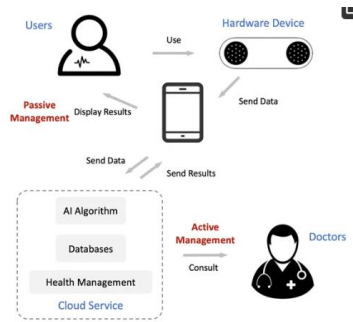 Users
Hardware Device
Use
Passive
Management
Display Results
Send Data
Send Data
Send Results
AI Algorithm
Databases
Health Management
Cloud Service
Active
Management
Consult
Doctors